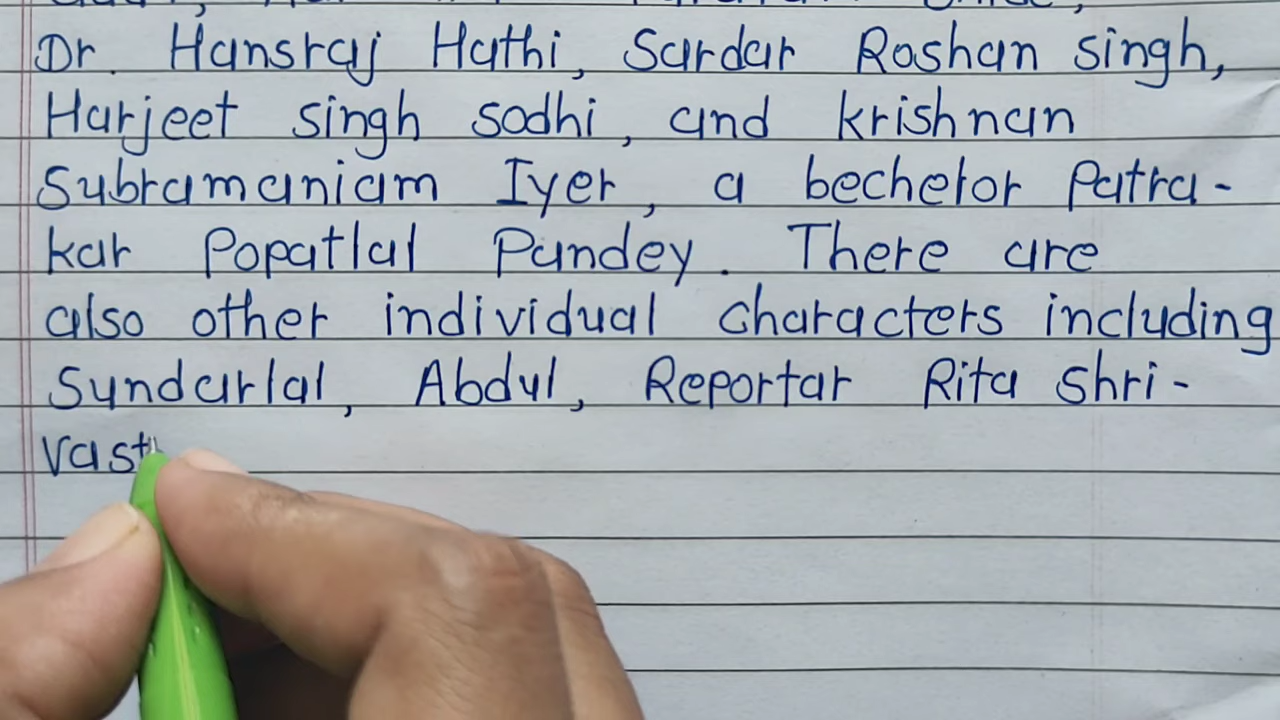 Dr. Hansraj Hathi, Sardar Roshan singh,
Harjeet singh sodhi, and krishnan
Subramaniam Iyer, a bechelor Patra-
kar Popatlal Pandey. There are
also other individual characters including
Sundarlal, Abdul, Reportar Rita Shri-
vast